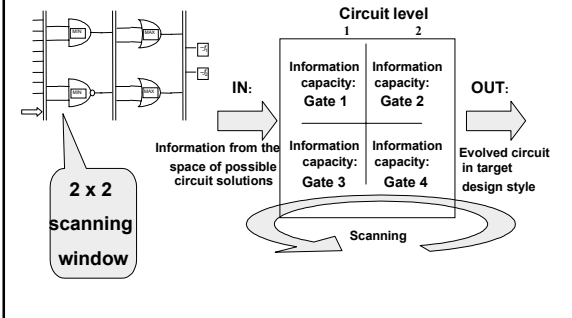 MIN
MAX
MIN
MAX
2 x 2
scanning
window
IN:
Information from the
space of possible
circuit solutions
Circuit level
1 2
Information
capacity:
Gate 1
Information
capacity:
Gate 2
Information
capacity:
Gate 3
Information
capacity:
Gate 4
Scanning
OUT:
Evolved circuit
in target
design style